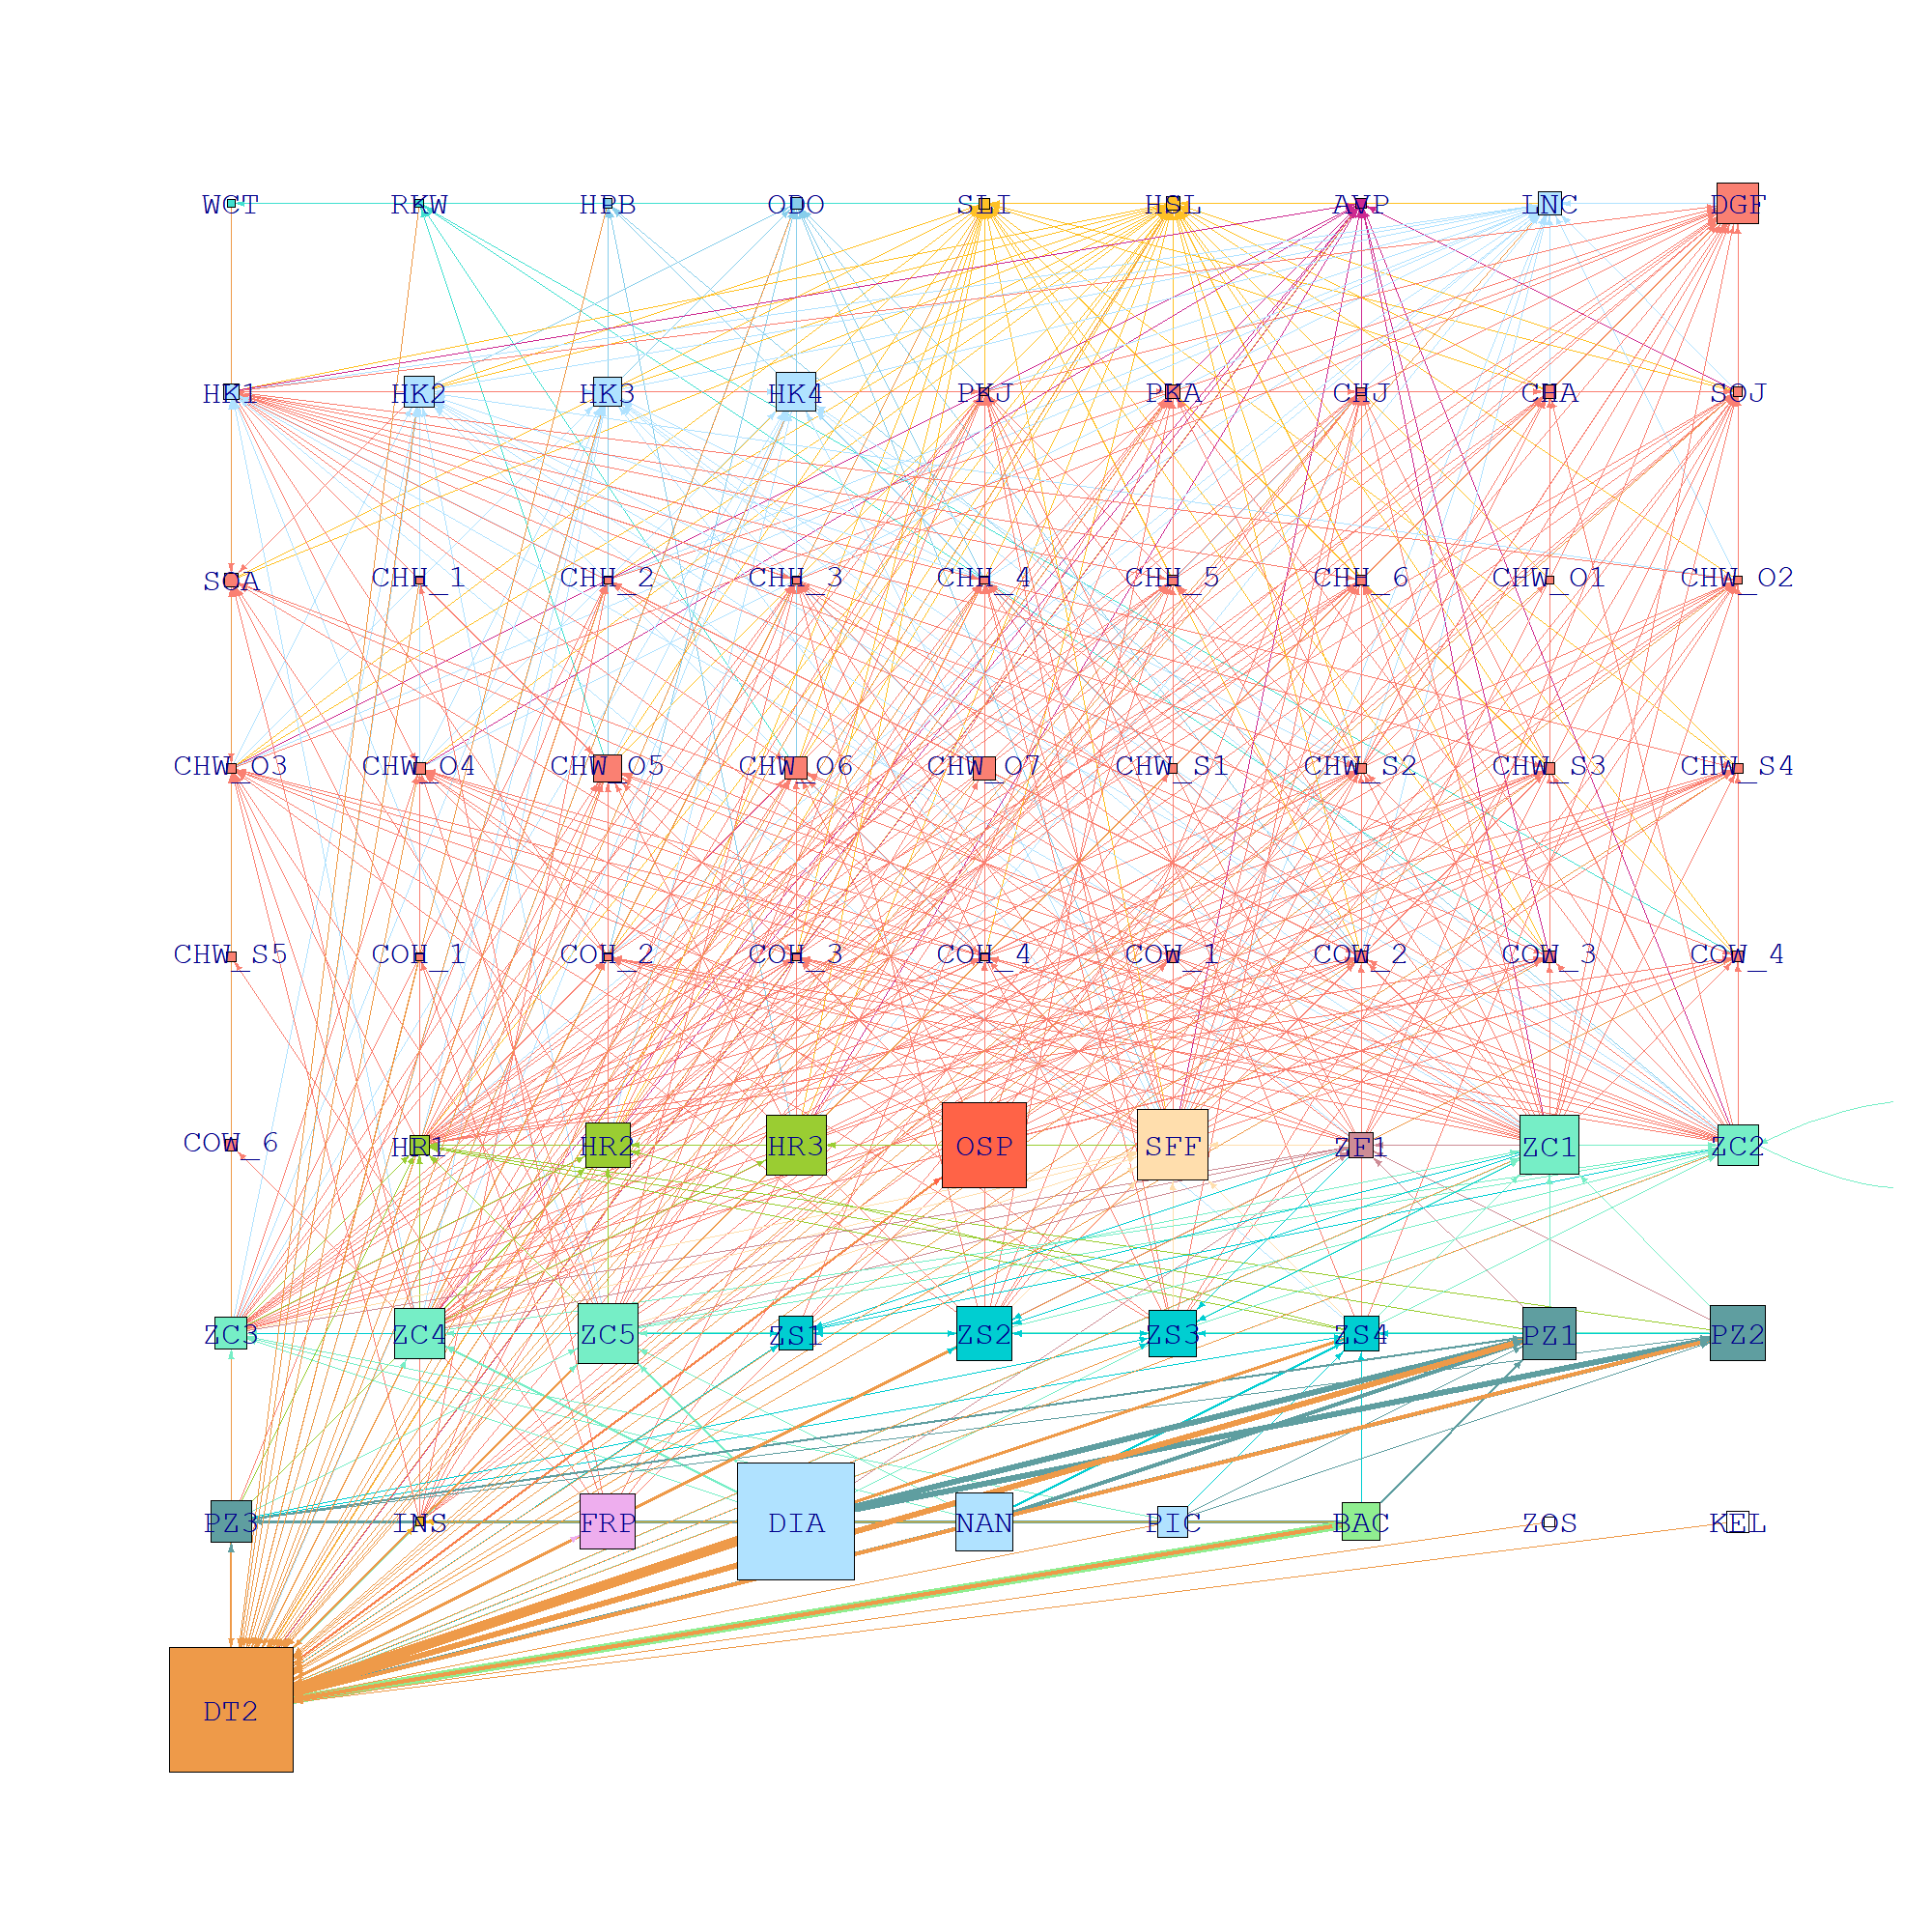 WCT RKW HPB ODO SLI HSL AVP LNC DGF
HK1 HK2 HK3 HK4 PKJ PKA CHJ CHA SOJ
SOA CHH_1 CHH_2 CHH_3 CHH_4 CHH_5 CHH_6 CHW_O1 CHW_O2
CHW_O3 CHW_O4 CHW_O5 CHW_O6 CHW_O7 CHW_S1 CHW_S2 CHW_S3 CHW_S4
CHW_S5 COH_1 COH_2 COH_3 COH_4 COW_1 COW_2 COW_3 COW_4
COW_6 HR1 HR2 HR3 OSP SFF ZF1 ZC1 ZC2
ZC3 ZC4 ZC5 ZS1 ZS2 ZS3 ZS4 PZ1 PZ2
PZ3 INS FRP DIA NAN PIC BAC ZOS KEL
DT2